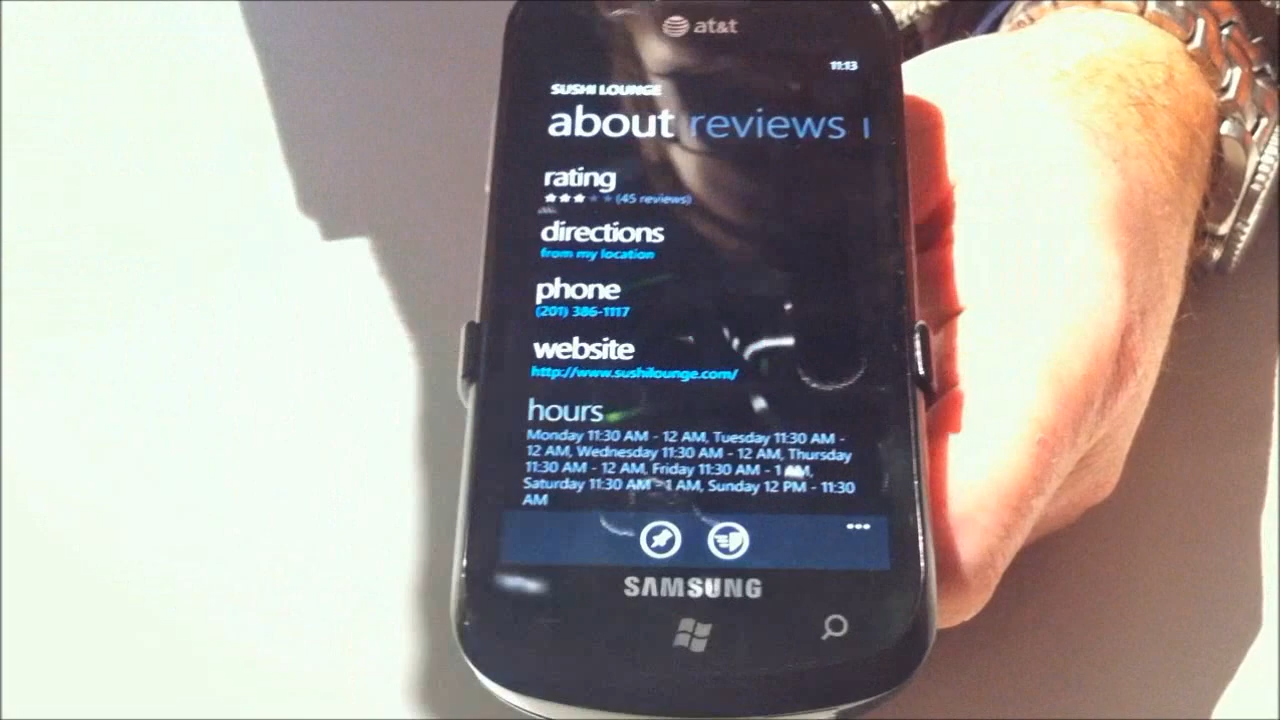 at&t
11:13
SUSHI LOUNGE
about reviews
rating
(45 reviews)
directions
from my location
phone
(201) 386-1117
website
http://www.sushilounge.com/
hours
Monday 11:30 AM - 12 AM, Tuesday 11:30 AM -
12 AM, Wednesday 11:30 AM - 12 AM, Thursday
11:30 AM - 12 AM, Friday 11:30 AM - 1 AM,
Saturday 11:30 AM - 1 AM, Sunday 12 PM - 11:30
AM
SAMSUNG